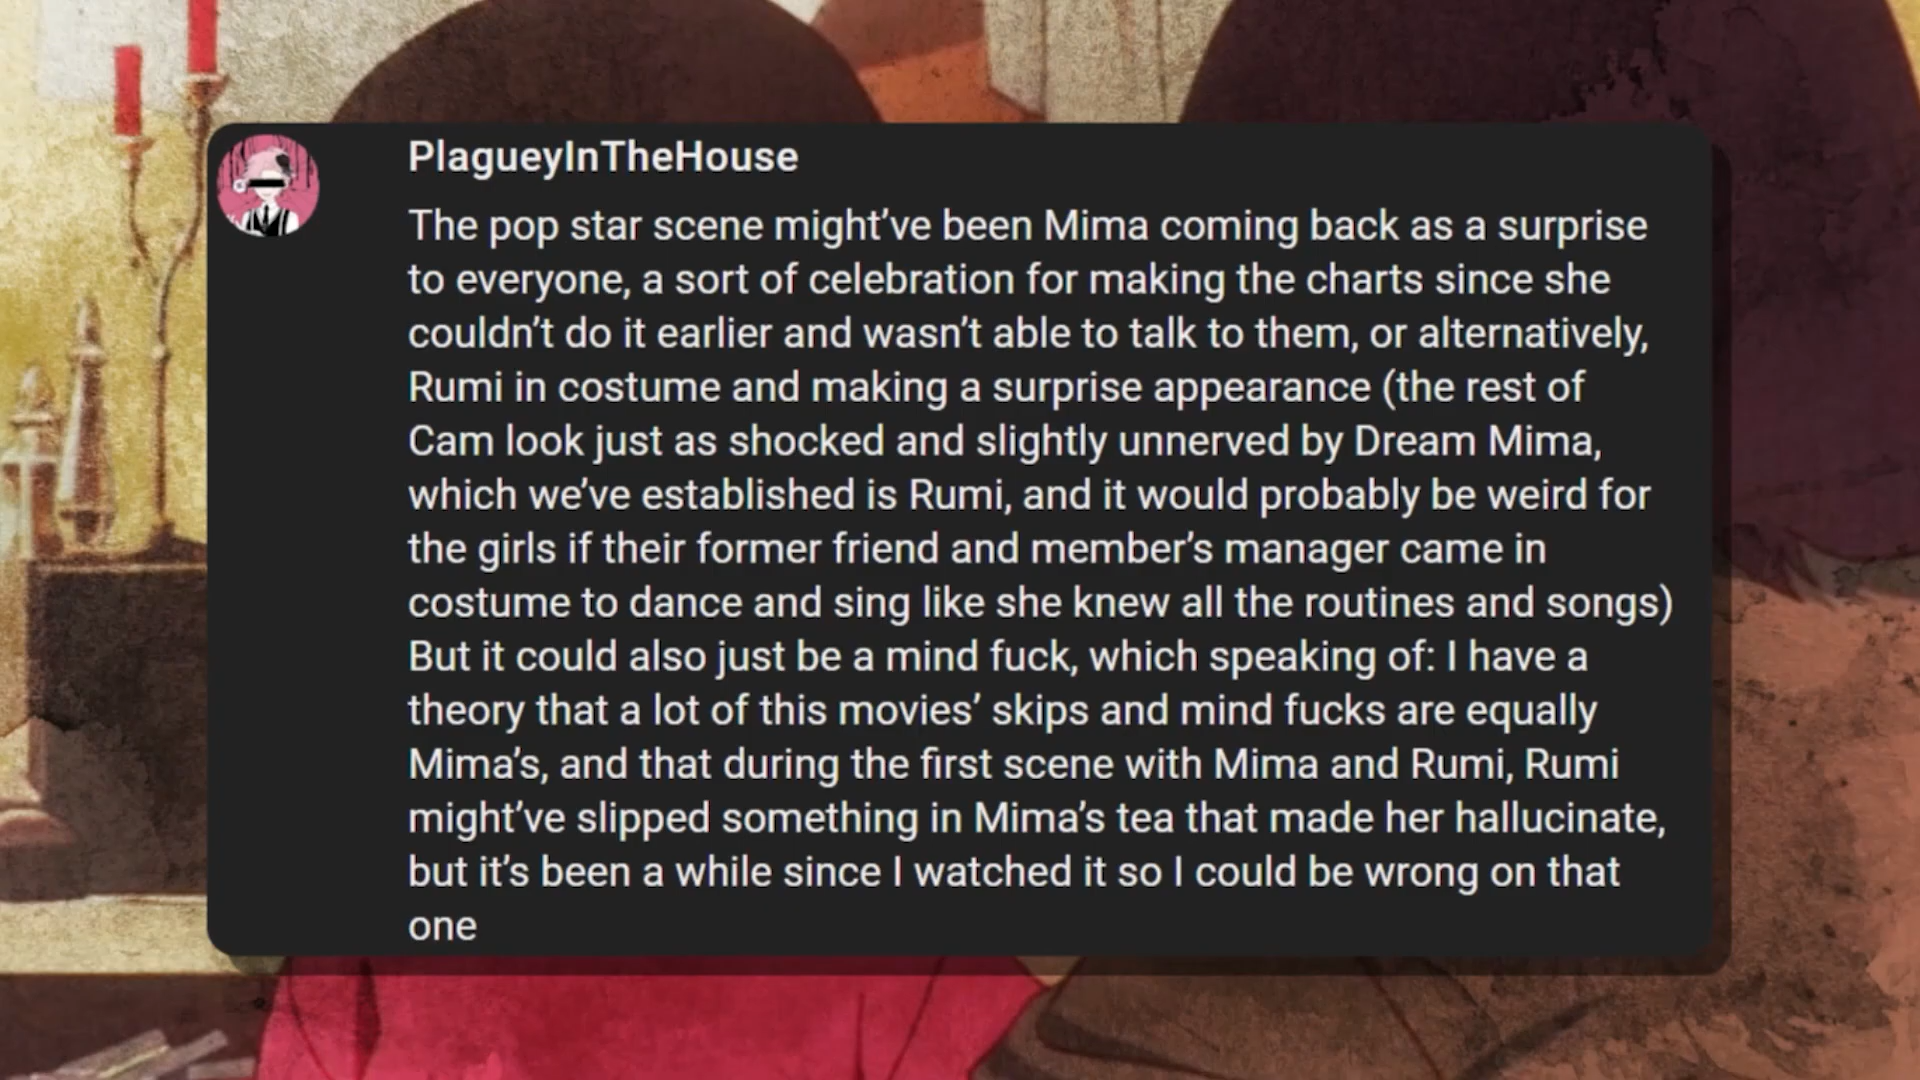 PlagueyInTheHouse
The pop star scene might’ve been Mima coming back as a surprise
to everyone, a sort of celebration for making the charts since she
couldn’t do it earlier and wasn’t able to talk to them, or alternatively,
Rumi in costume and making a surprise appearance (the rest of
Cam look just as shocked and slightly unnerved by Dream Mima,
which we’ve established is Rumi, and it would probably be weird for
the girls if their former friend and member’s manager came in
costume to dance and sing like she knew all the routines and songs)
But it could also just be a mind fuck, which speaking of: I have a
theory that a lot of this movies’ skips and mind fucks are equally
Mima’s, and that during the first scene with Mima and Rumi, Rumi
might’ve slipped something in Mima’s tea that made her hallucinate,
but it’s been a while since I watched it so I could be wrong on that
one